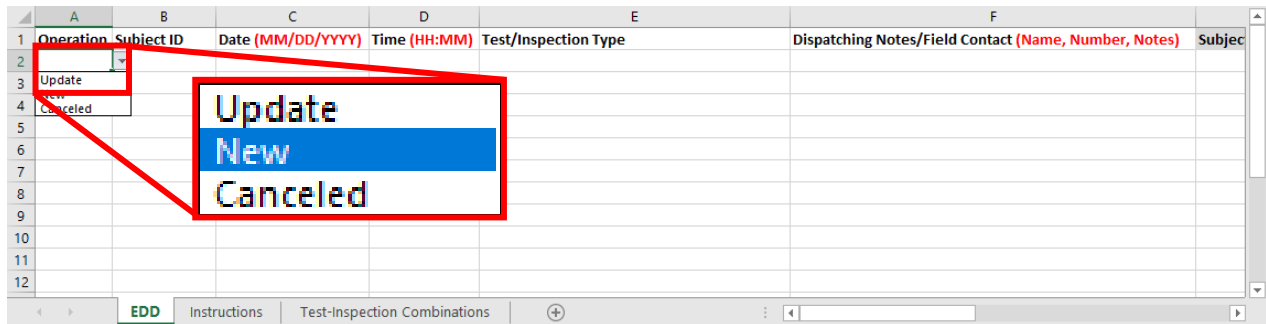 A B C D E F
1 Operation Subject ID Date (MM/DD/YYYY) Time (HH:MM) Test/Inspection Type Dispatching Notes/Field Contact (Name, Number, Notes) Subjec
2
3 Update
New
4 Canceled
5
6
7
8
9
10
11
12
Update
New
Canceled
EDD Instructions Test-Inspection Combinations